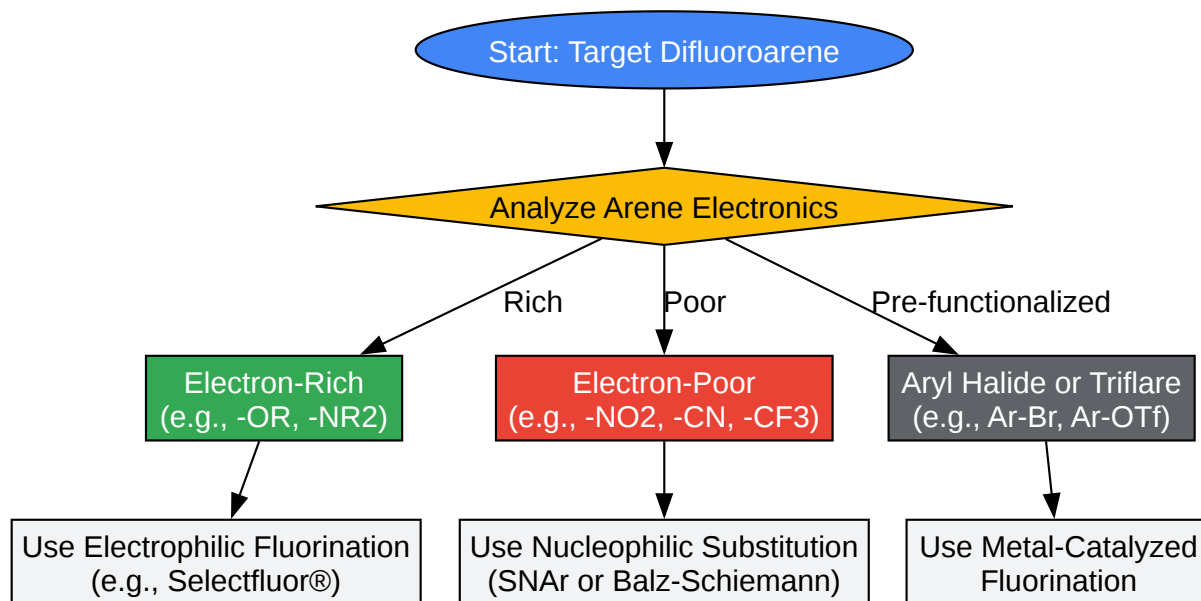 Start: Target Difluoroarene
Analyze Arene Electronics
Rich
Poor
Pre-functionalized
Electron-Rich
(e.g., -OR, -NR2)
Electron-Poor
(e.g., -NO2, -CN, -CF3)
Aryl Halide or Triflare
(e.g., Ar-Br, Ar-OTf)
Use Electrophilic Fluorination
(e.g., Selectfluor®)
Use Nucleophilic Substitution
(SNAr or Balz-Schiemann)
Use Metal-Catalyzed
Fluorination